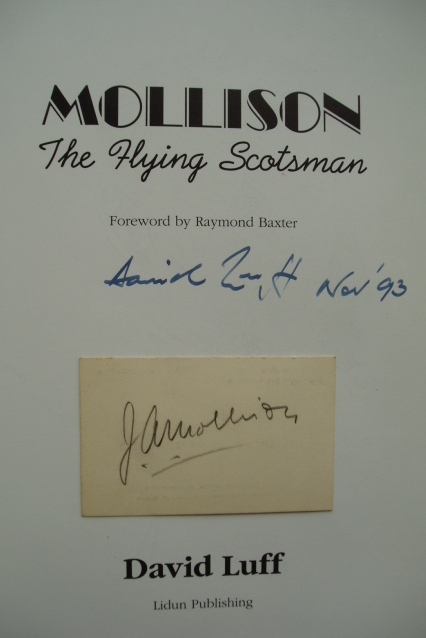 MOLLISON
The Flying Scotsman
Foreword by Raymond Baxter
David Luff Nov '93
J.A. Mollison
David Luff
Lidun Publishing